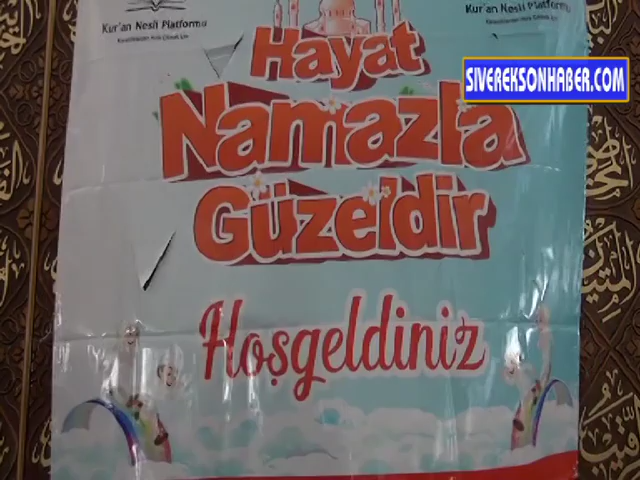 Kur'an Nesli Platformu
Kur'an Nesli Platformu
SIVEREKSONHABER.COM
Hayat
Namazla
Güzeldir
Hoşgeldiniz